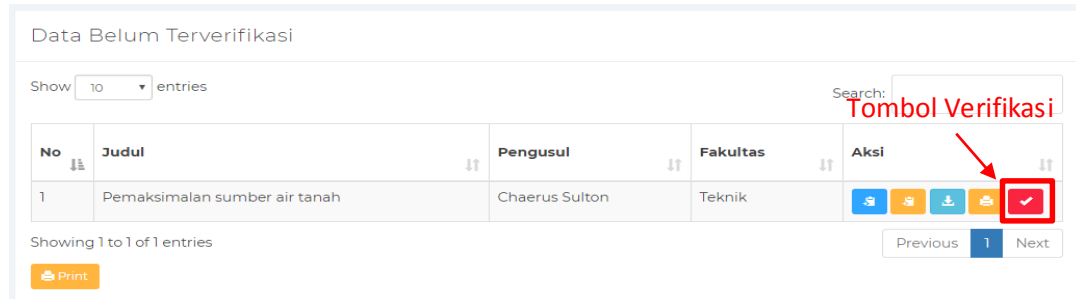 Data Belum Terverifikasi
Show 10 entries
Search:
Tombol Verifikasi
No Judul Pengusul Fakultas Aksi
1 Pemaksimalan sumber air tanah Chaerus Sulton Teknik
Showing 1 to 1 of 1 entries
Previous 1 Next
Print